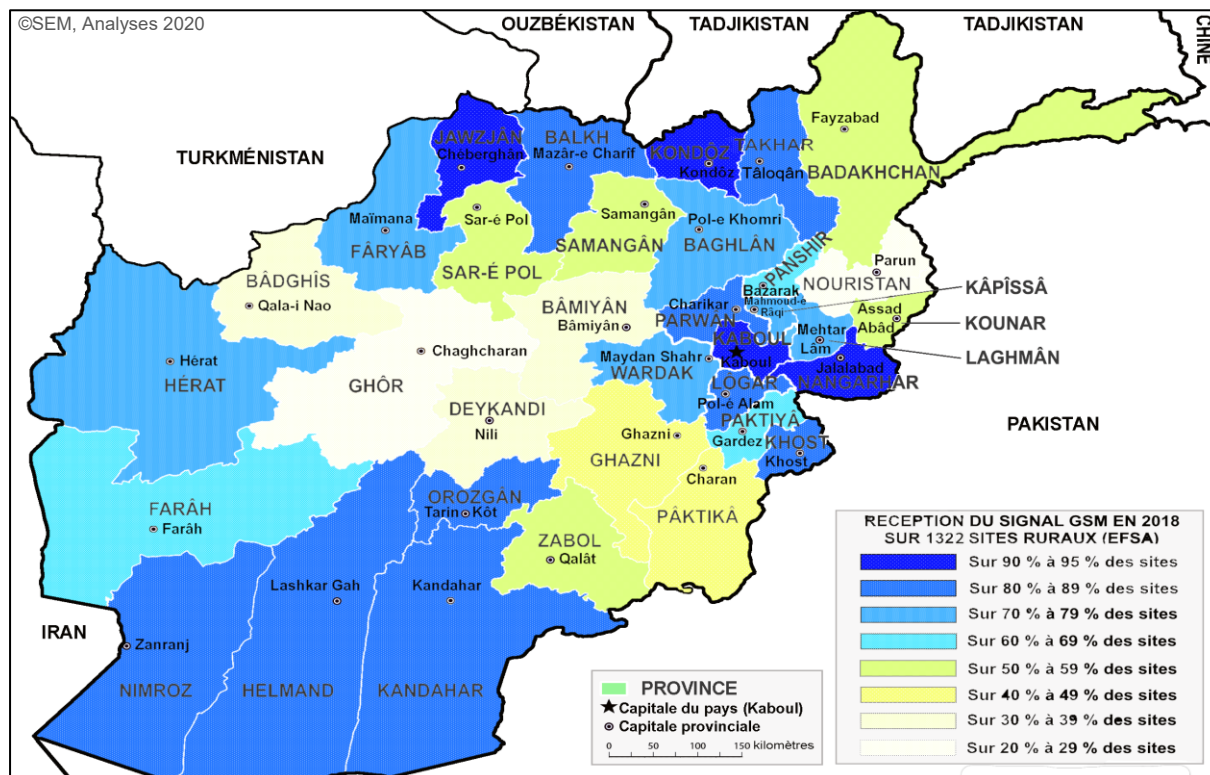 ©SEM, Analyses 2020
OUZBÉKISTAN
TADJIKISTAN
TADJIKISTAN
CHINE
TURKMÉNISTAN
JAWZJÂN
Chéberghân
BALKH
Mazâr-e Charîf
KONDÔZ
Kondôz
TAKHAR
Tâloqân
Fayzabad
BADAKHCHAN
Maïmana
FÂRYÂB
Sar-é Pol
SAR-É POL
Samangân
SAMANGÂN
Pol-e Khomri
BAGHLÂN
PANSHIR
Bazarak
Parun
NOURISTAN
BÂDGHÎS
Qala-i Nao
BÂMIYÂN
Bâmiyân
Charikar
PARWAN
Mahmoud-é
Râqi
Assad
Abâd
KÂPÎSSÂ
KOUNAR
LAGHMÂN
Hérat
HÉRAT
Chaghcharan
GHÔR
Maydan Shahr
WARDAK
KABOUL
Kaboul
Mehtar
Lâm
Jalalabad
NANGARHÂR
LÔGAR
Pol-é Alam
PAKTIYÂ
Gardez
KHOST
Khost
PAKISTAN
DEYKANDI
Nili
Ghazni
GHAZNI
Charan
PÂKTIKÂ
FARÂH
Farâh
OROZGÂN
Tarin Kôt
ZABOL
Qalât
Lashkar Gah
Kandahar
IRAN
Zanranj
NIMROZ
HELMAND
KANDAHAR
PROVINCE
Capitale du pays (Kaboul)
Capitale provinciale
0 50 100 150 kilomètres
RECEPTION DU SIGNAL GSM EN 2018
SUR 1322 SITES RURAUX (EFSA)
Sur 90 % à 95 % des sites
Sur 80 % à 89 % des sites
Sur 70 % à 79 % des sites
Sur 60 % à 69 % des sites
Sur 50 % à 59 % des sites
Sur 40 % à 49 % des sites
Sur 30 % à 39 % des sites
Sur 20 % à 29 % des sites